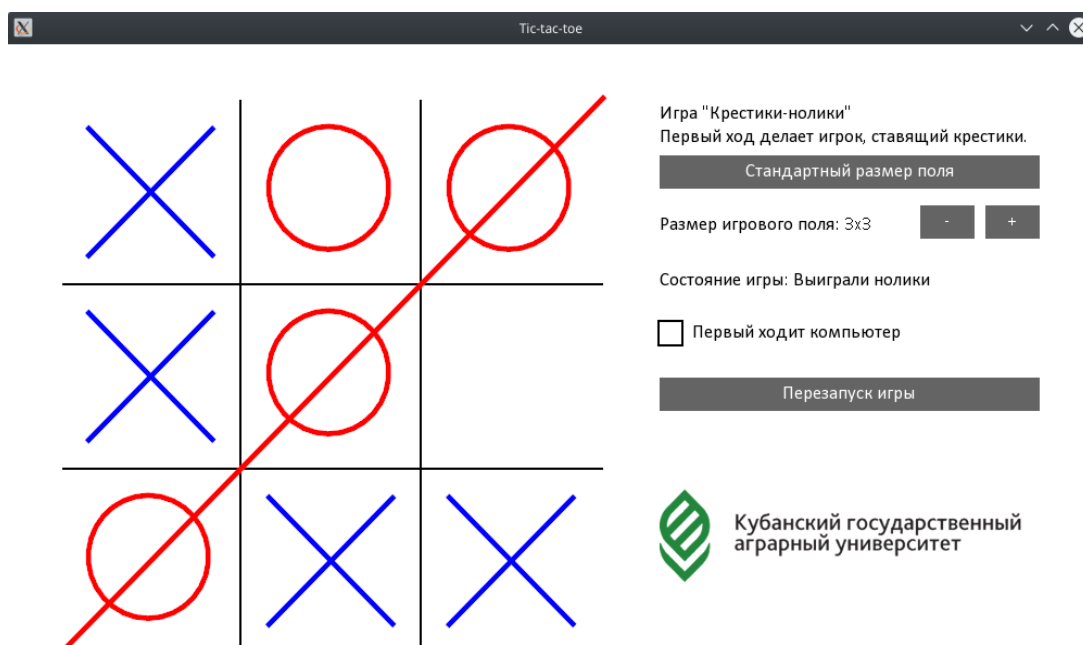 Tic-tac-toe
Игра "Крестики-нолики"
Первый ход делает игрок, ставящий крестики.
Стандартный размер поля
Размер игрового поля: 3x3
-
+
Состояние игры: Выиграли нолики
Первый ходит компьютер
Перезапуск игры
Кубанский государственный
аграрный университет